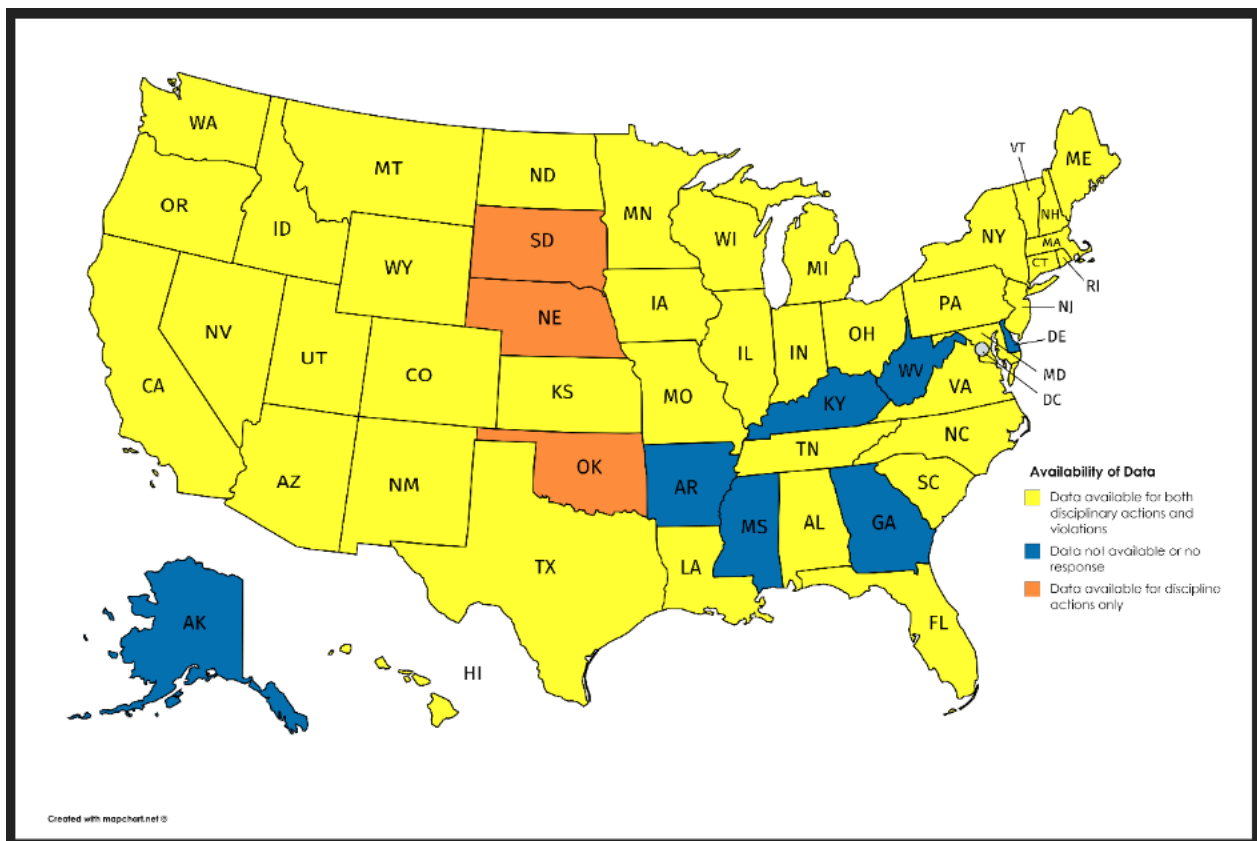 WA
MT
ND
MN
VT
ME
OR
ID
SD
WI
MI
NY
NH
MA
CT
RI
WY
NE
IA
PA
NJ
NV
UT
CO
KS
MO
IL
IN
OH
DE
WV
MD
CA
KY
VA
DC
AZ
NM
OK
AR
TN
NC
SC
MS
AL
GA
TX
LA
FL
AK
HI
Availability of Data
Data available for both
disciplinary actions and
violations
Data not available or no
response
Data available for discipline
actions only
Created with mapchart.net ©